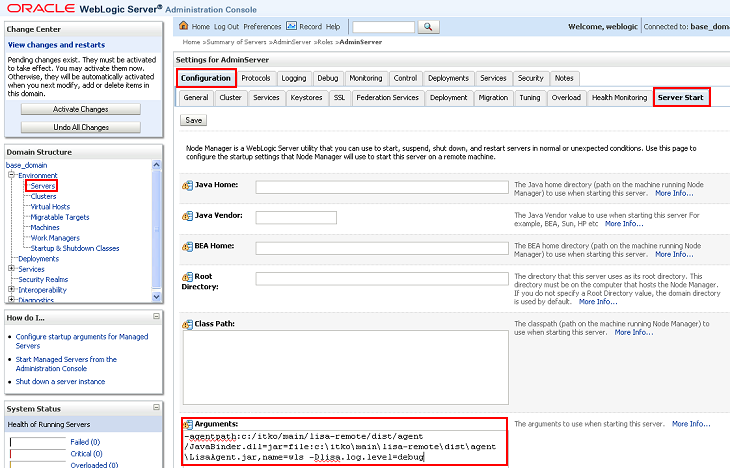 ORACLE WebLogic Server® Administration Console
Change Center
View changes and restarts
Pending changes exist. They must be activated
to take effect. You may activate them now.
Otherwise, they will be automatically activated
when you next modify, add or delete items in
this domain.
Activate Changes
Undo All Changes
Domain Structure
base_domain
Environment
Servers
Clusters
Virtual Hosts
Migratable Targets
Machines
Work Managers
Startup & Shutdown Classes
Deployments
Services
Security Realms
Interoperability
Diagnostics
How do I...
Configure startup arguments for Managed
Servers
Start Managed Servers from the
Administration Console
Shut down a server instance
System Status
Health of Running Servers
Failed (0)
Critical (0)
Overloaded (0)
Home Log Out Preferences Record Help
Welcome, weblogic
Connected to: base_doma
Home >Summary of Servers >AdminServer >Roles >AdminServer
Settings for AdminServer
Configuration Protocols Logging Debug Monitoring Control Deployments Services Security Notes
General Cluster Services Keystores SSL Federation Services Deployment Migration Tuning Overload Health Monitoring Server Start
Save
Node Manager is a WebLogic Server utility that you can use to start, suspend, shut down, and restart servers in normal or unexpected conditions. Use this page to
configure the startup settings that Node Manager will use to start this server on a remote machine.
Java Home:
The Java home directory (path on the machine running Node
Manager) to use when starting this server. More Info...
Java Vendor:
The Java Vendor value to use when starting this server For
example, BEA, Sun, HP etc More Info...
BEA Home:
The BEA home directory (path on the machine running Node
Manager) to use when starting this server. More Info...
Root
Directory:
The directory that this server uses as its root directory. This
directory must be on the computer that hosts the Node Manager.
If you do not specify a Root Directory value, the domain directory
is used by default. More Info...
Class Path:
The classpath (path on the machine running Node Manager) to
use when starting this server. More Info...
Arguments:
The arguments to use when starting this server. More Info...
-agentpath:c:/itko/main/lisa-remote/dist/agent
/JavaBinder.dll=jar=file:c:\itko\main\lisa-remote\dist\agent
\LisaAgent.jar,name=wls -Dlisa.log.level=debug